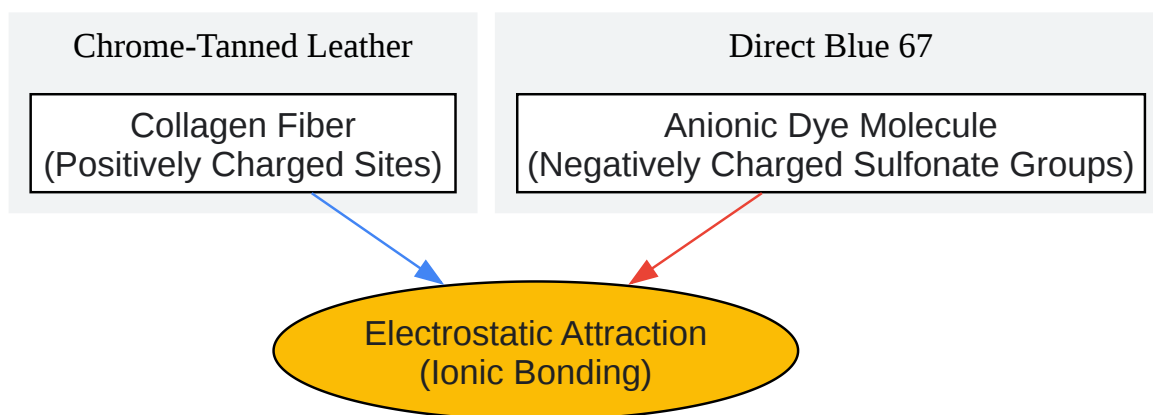 Chrome-Tanned Leather
Direct Blue 67
Collagen Fiber
(Positively Charged Sites)
Anionic Dye Molecule
(Negatively Charged Sulfonate Groups)
Electrostatic Attraction
(Ionic Bonding)